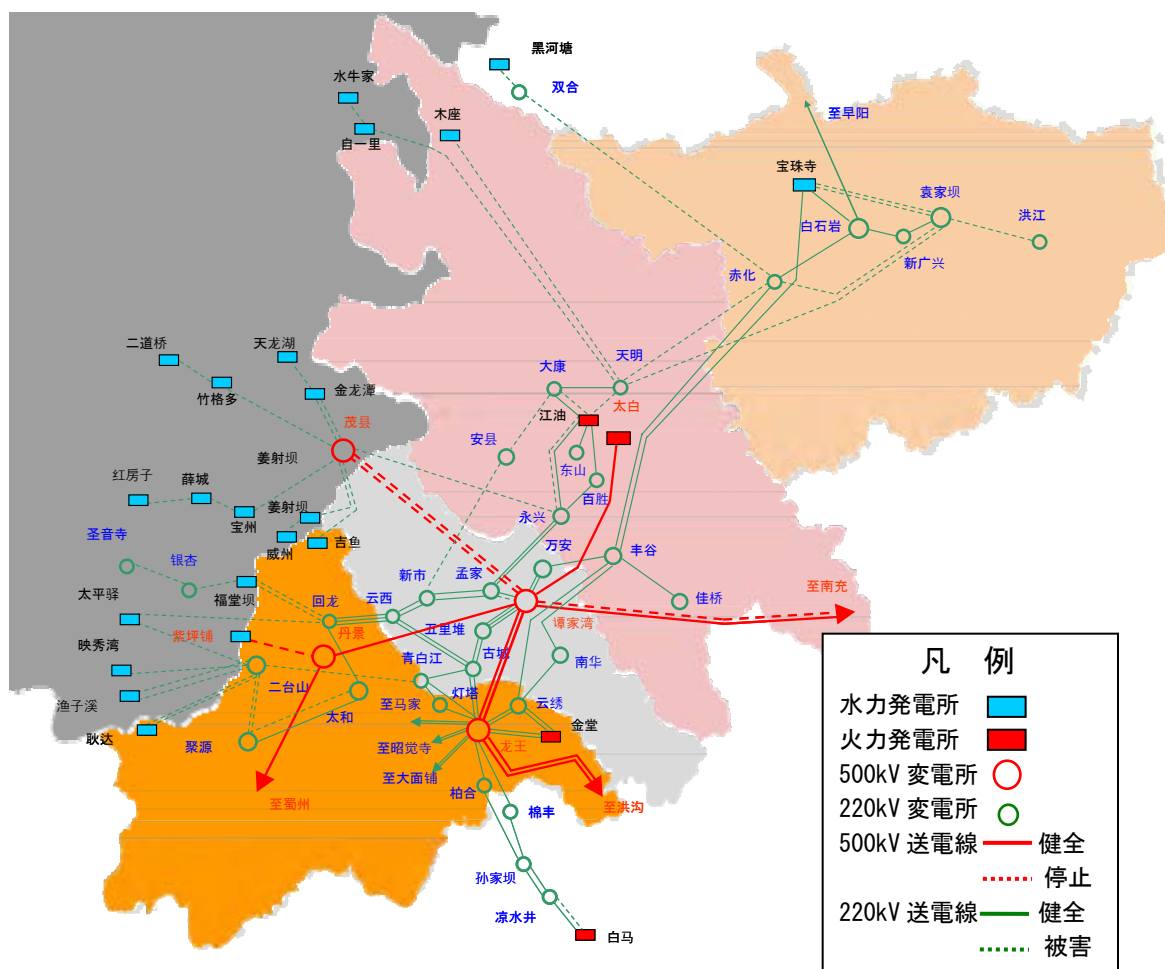 黑河塘
水牛家
双合
木座
至早阳
自一里
宝珠寺
袁家坝
洪江
白石岩
新广兴
赤化
二道桥
天龙湖
天明
大康
竹格多
金龙潭
太白
江油
茂县
安县
姜射坝
东山
红房子
薛城
百胜
姜射坝
宝州
永兴
圣音寺
威州
吉鱼
万安
丰谷
银杏
孟家
新市
太平驿
福堂坝
云西
佳桥
至南充
回龙
五里堆
谭家湾
紫坪铺
丹景
映秀湾
青白江
古城
南华
二台山
灯塔
云绣
渔子溪
太和
至马家
金堂
耿达
聚源
至昭觉寺
龙王
至大面铺
柏合
至蜀州
棉丰
至洪沟
孙家坝
凉水井
白马
凡 例
水力発電所
火力発電所
500kV 変電所
220kV 変電所
500kV 送電線 健全
停止
220kV 送電線 健全
被害